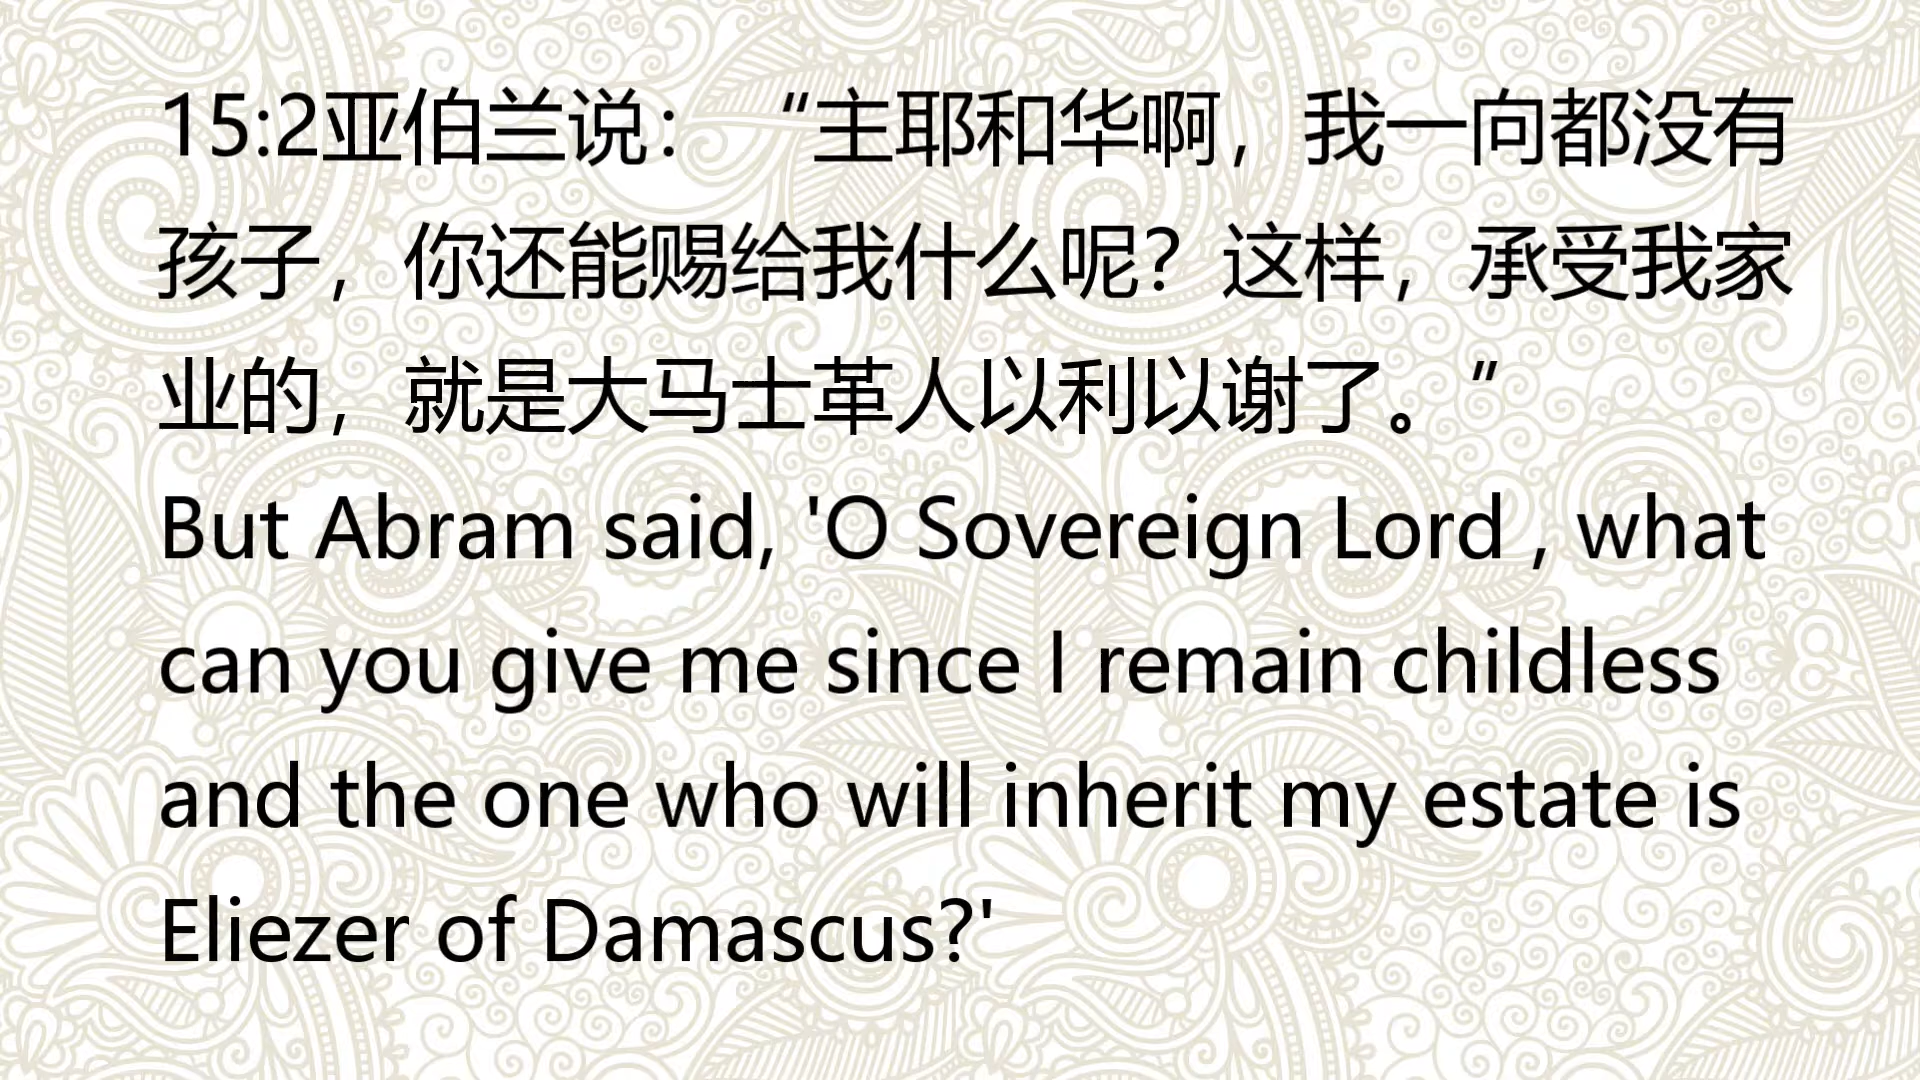 15:2亚伯兰说：“主耶和华啊，我一向都没有
孩子，你还能赐给我什么呢？这样，承受我家
业的，就是大马士革人以利以谢了。”
But Abram said, 'O Sovereign Lord , what
can you give me since I remain childless
and the one who will inherit my estate is
Eliezer of Damascus?'